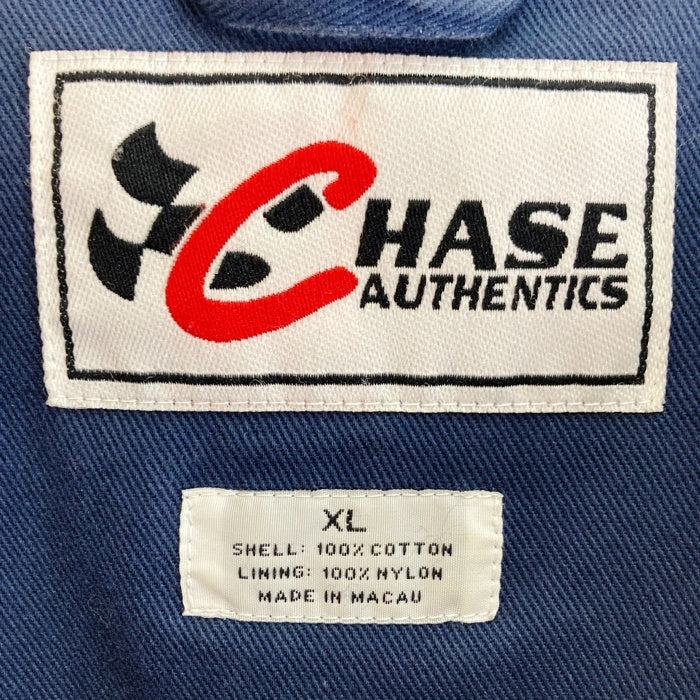 CHASE
AUTHENTICS
XL
SHELL: 100% COTTON
LINING: 100% NYLON
MADE IN MACAU